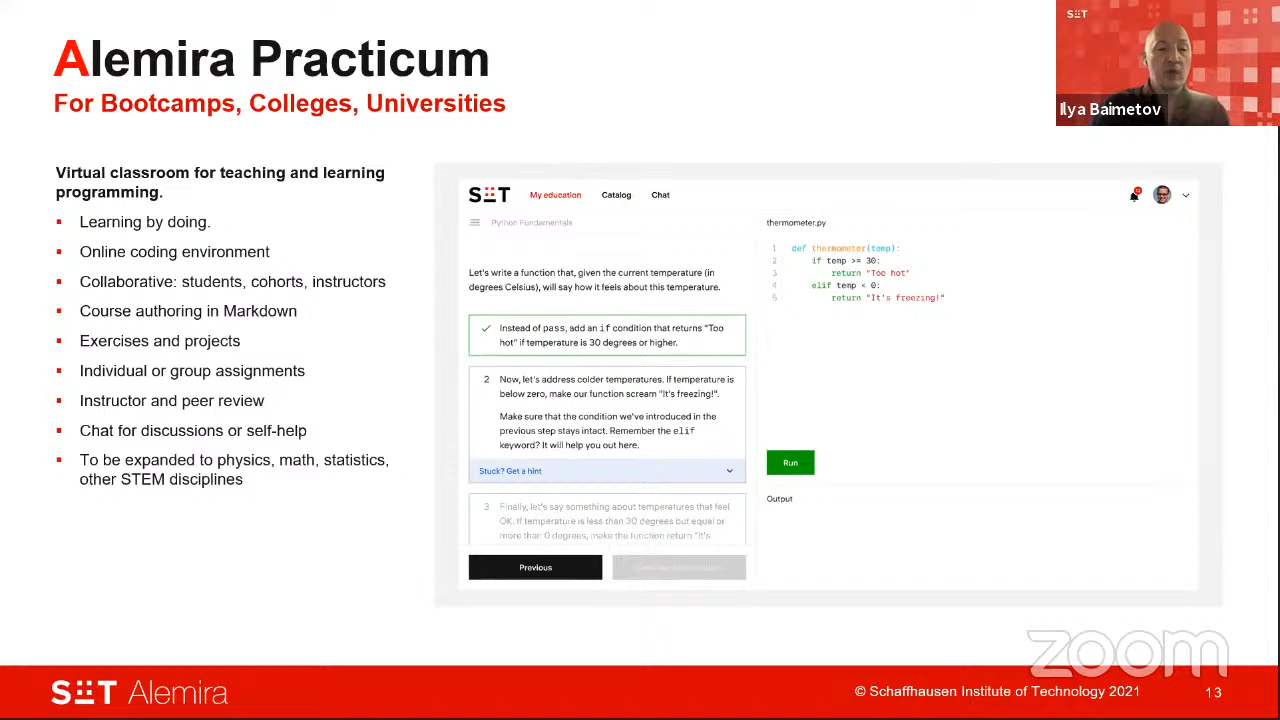 Alemira Practicum
For Bootcamps, Colleges, Universities
SIT
Ilya Baimetov
Virtual classroom for teaching and learning
programming.
Learning by doing.
Online coding environment
Collaborative: students, cohorts, instructors
Course authoring in Markdown
Exercises and projects
Individual or group assignments
Instructor and peer review
Chat for discussions or self-help
To be expanded to physics, math, statistics,
other STEM disciplines
SIT My education Catalog Chat
Python Fundamentals
Let's write a function that, given the current temperature (in
degrees Celsius), will say how it feels about this temperature.
Instead of pass, add an if condition that returns "Too
hot" if temperature is 30 degrees or higher.
2 Now, let's address colder temperatures. If temperature is
below zero, make our function scream "It's freezing!".
Make sure that the condition we've introduced in the
previous step stays intact. Remember the elif
keyword? It will help you out here.
Stuck? Get a hint
3 Finally, let's say something about temperatures that feel
OK. If temperature is less than 30 degrees but equal or
more than 0 degrees, make the function return "It's
Previous
thermometer.py
1 def thermometer(temp):
2 if temp >= 30:
3 return "Too hot"
4 elif temp < 0:
5 return "It's freezing!"
Run
Output
zoom
SIT Alemira
© Schaffhausen Institute of Technology 2021
13